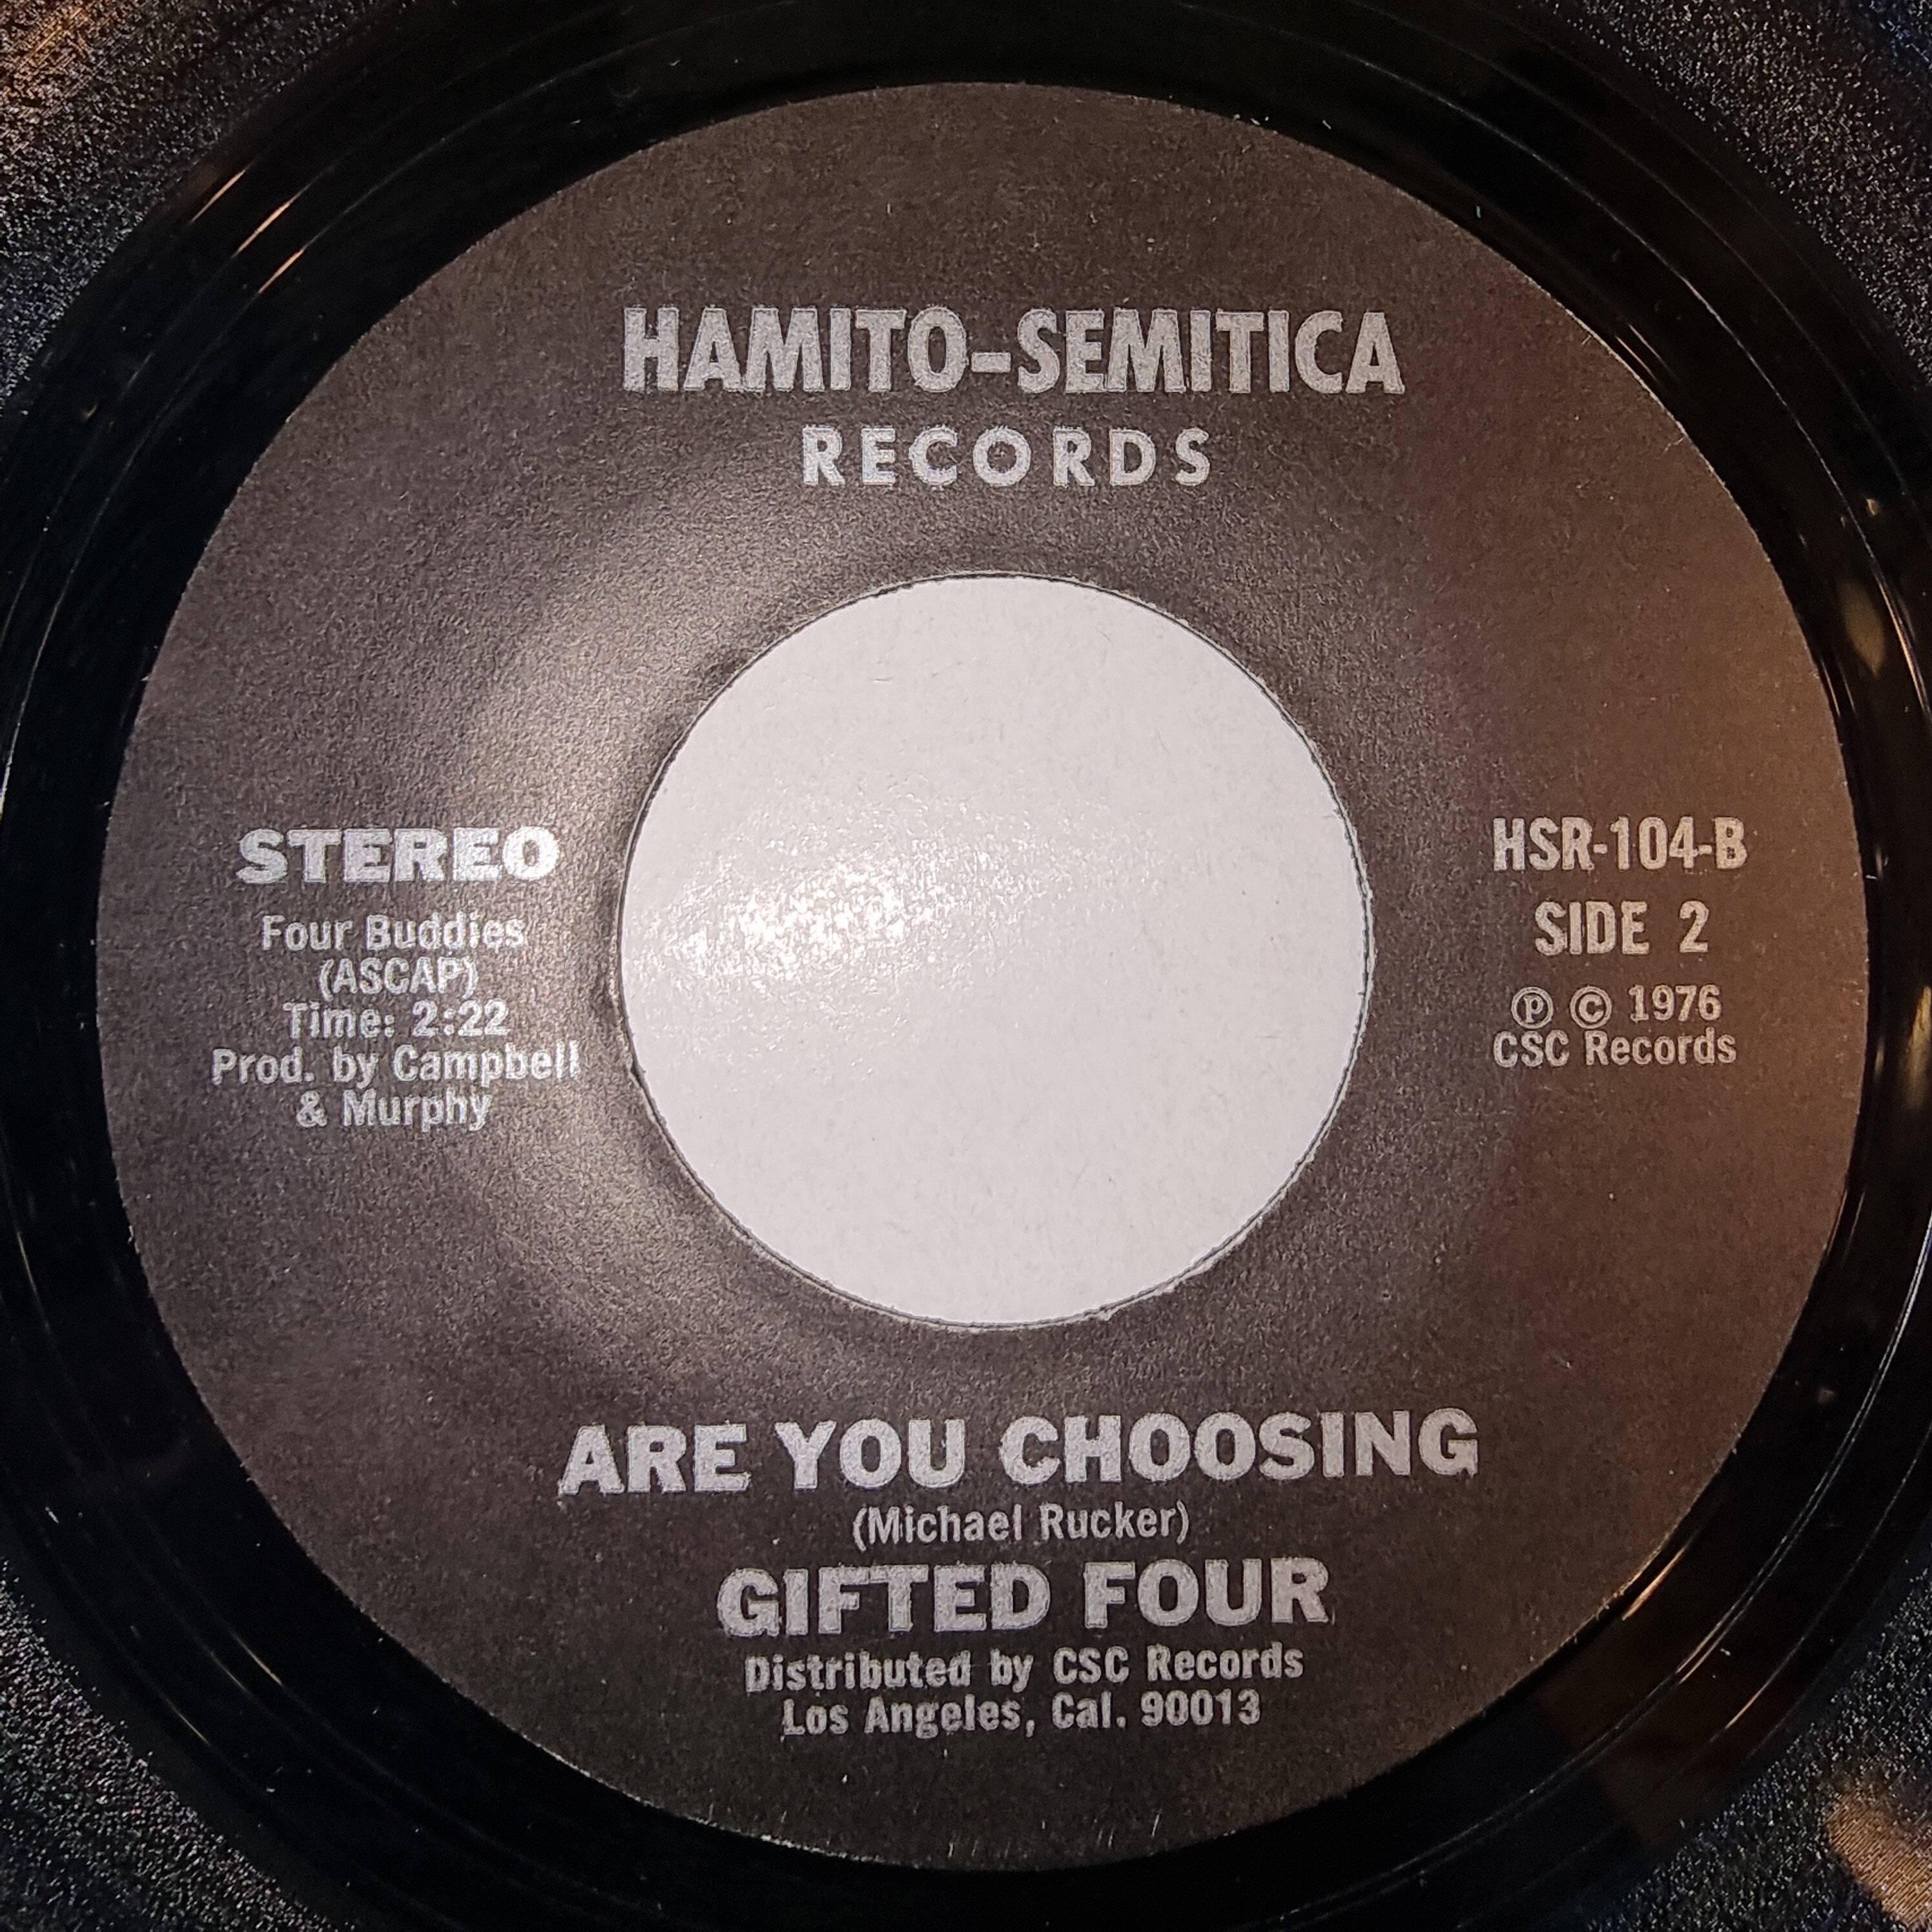 HAMITO-SEMITICA
RECORDS
STEREO
Four Buddies
(ASCAP)
Time: 2:22
Prod. by Campbell
& Murphy
HSR-104-B
SIDE 2
Ⓟ © 1976
CSC Records
ARE YOU CHOOSING
(Michael Rucker)
GIFTED FOUR
Distributed by CSC Records
Los Angeles, Cal. 90013